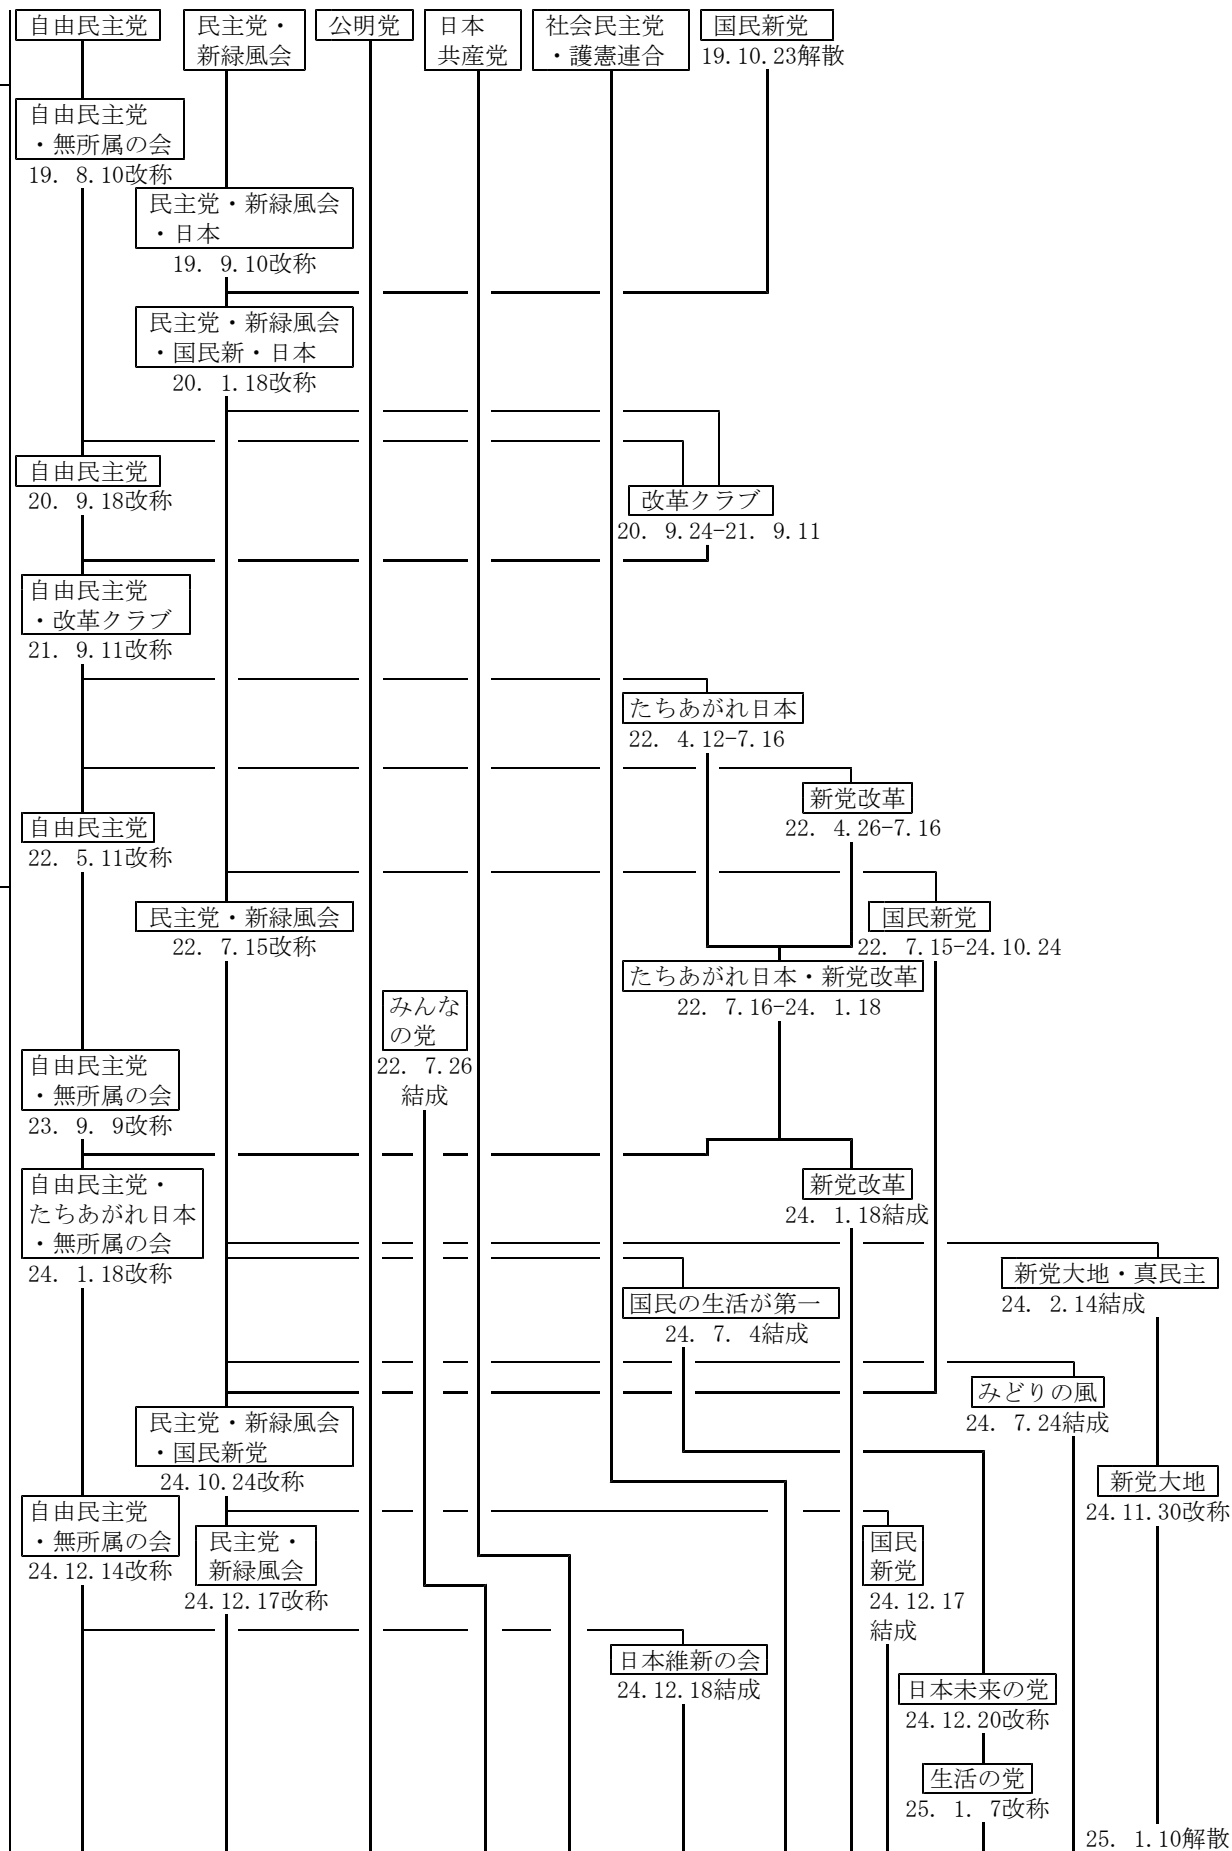 自由民主党
民主党・
新緑風会
公明党
日本
共産党
社会民主党
・護憲連合
国民新党
19.10.23解散
自由民主党
・無所属の会
19. 8.10改称
民主党・新緑風会
・日本
19. 9.10改称
民主党・新緑風会
・国民新・日本
20. 1.18改称
自由民主党
20. 9.18改称
改革クラブ
20. 9.24-21. 9.11
自由民主党
・改革クラブ
21. 9.11改称
たちあがれ日本
22. 4.12-7.16
新党改革
22. 4.26-7.16
自由民主党
22. 5.11改称
民主党・新緑風会
22. 7.15改称
国民新党
22. 7.15-24.10.24
たちあがれ日本・新党改革
22. 7.16-24. 1.18
みんな
の党
22. 7.26
結成
自由民主党
・無所属の会
23. 9. 9改称
自由民主党・
たちあがれ日本
・無所属の会
24. 1.18改称
新党改革
24. 1.18結成
新党大地・真民主
24. 2.14結成
国民の生活が第一
24. 7. 4結成
みどりの風
24. 7.24結成
民主党・新緑風会
・国民新党
24.10.24改称
新党大地
24.11.30改称
自由民主党
・無所属の会
24.12.14改称
民主党・
新緑風会
24.12.17改称
国民
新党
24.12.17
結成
日本維新の会
24.12.18結成
日本未来の党
24.12.20改称
生活の党
25. 1. 7改称
25. 1.10解散